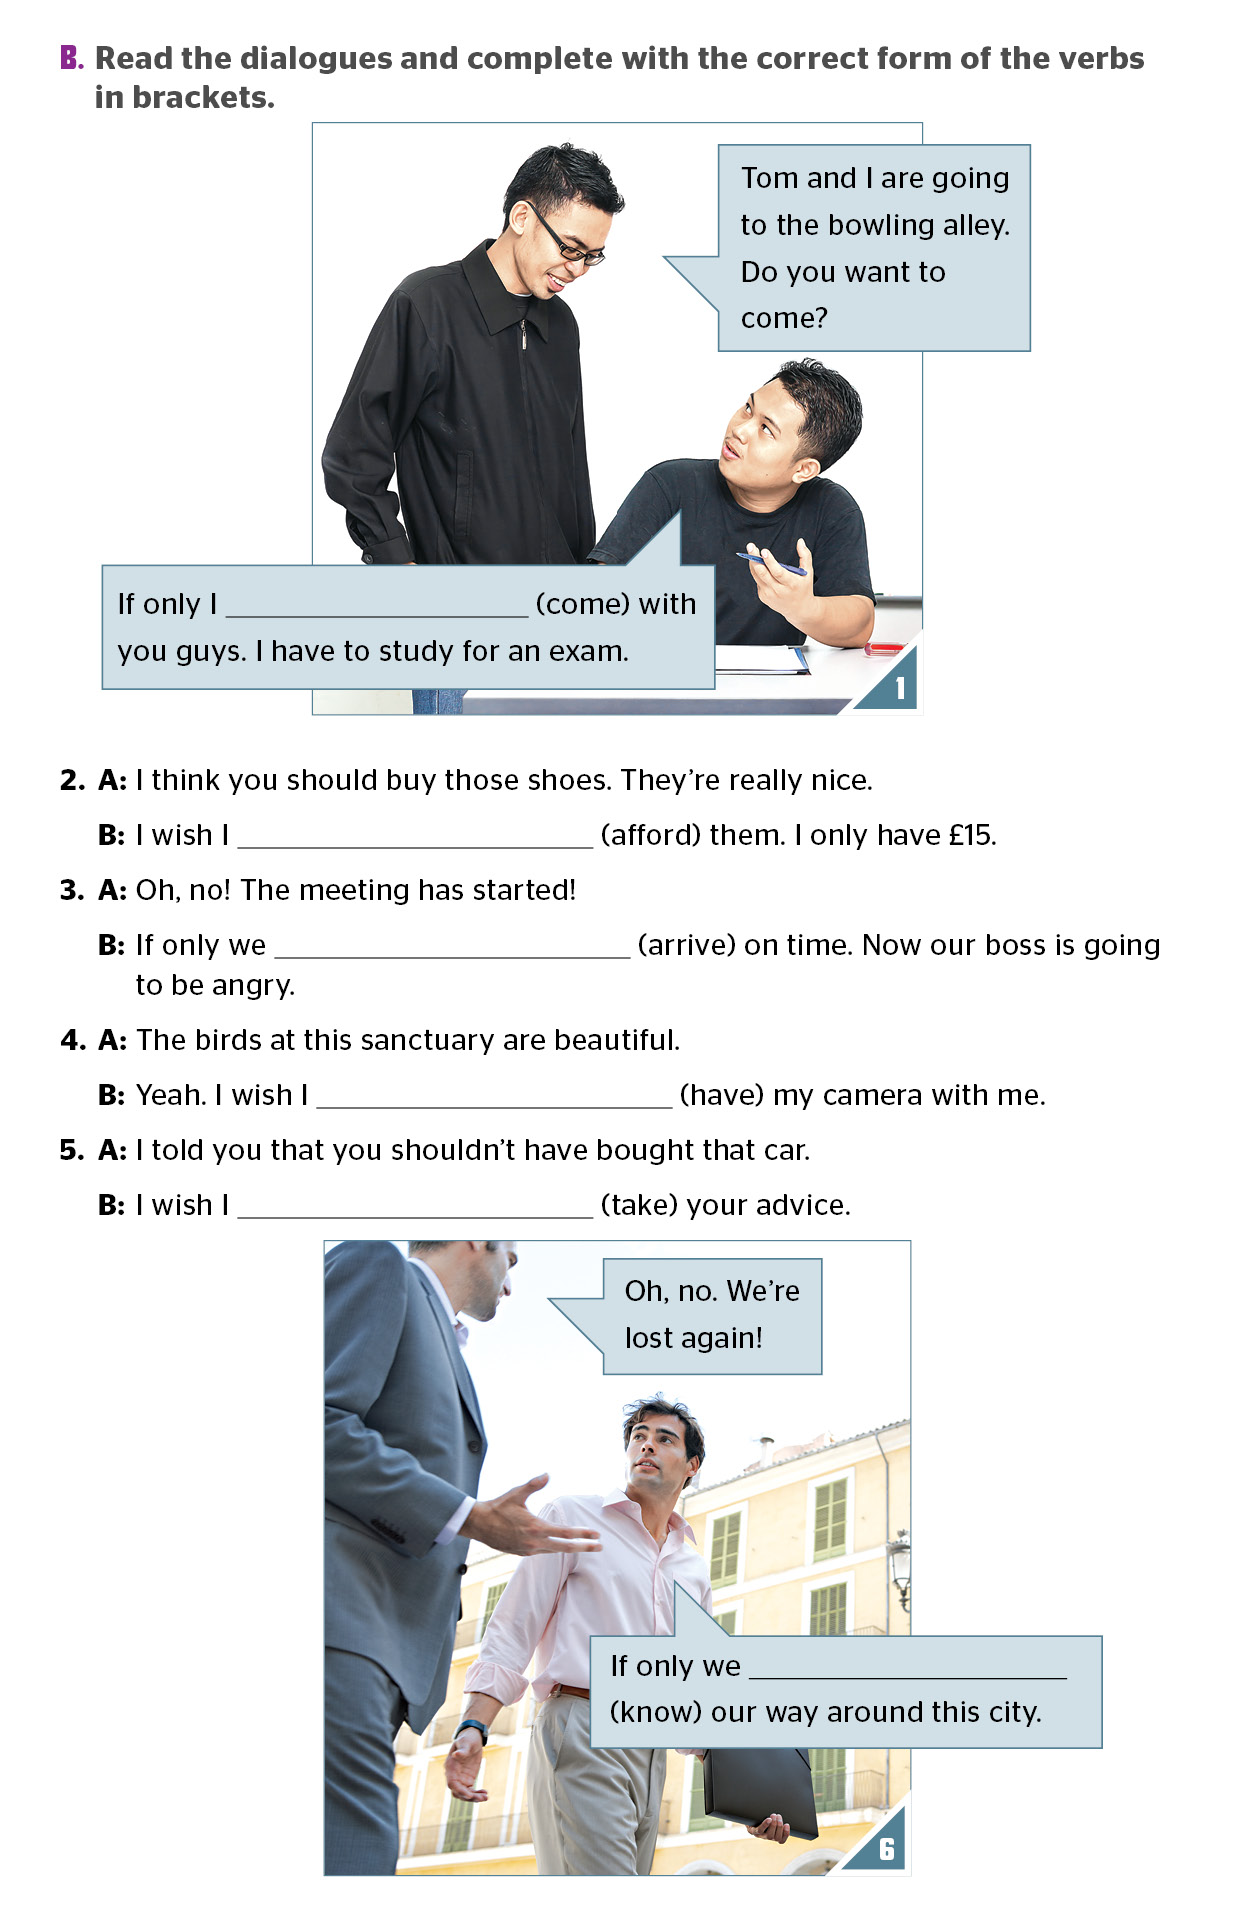 B. Read the dialogues and complete with the correct form of the verbs
in brackets.
Tom and I are going
to the bowling alley.
Do you want to
come?
If only I ____________________ (come) with
you guys. I have to study for an exam.
1
2. A: I think you should buy those shoes. They’re really nice.
B: I wish I ________________________ (afford) them. I only have £15.
3. A: Oh, no! The meeting has started!
B: If only we ________________________ (arrive) on time. Now our boss is going
to be angry.
4. A: The birds at this sanctuary are beautiful.
B: Yeah. I wish I ________________________ (have) my camera with me.
5. A: I told you that you shouldn’t have bought that car.
B: I wish I ________________________ (take) your advice.
Oh, no. We’re
lost again!
If only we _____________________
(know) our way around this city.
6